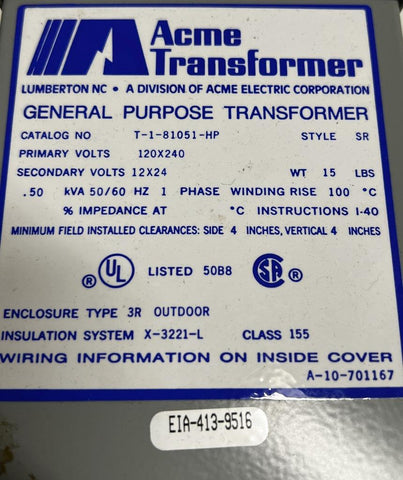 Acme
Transformer
LUMBERTON NC • A DIVISION OF ACME ELECTRIC CORPORATION
GENERAL PURPOSE TRANSFORMER
CATALOG NO T-1-81051-HP STYLE SR
PRIMARY VOLTS 120X240
SECONDARY VOLTS 12X24 WT 15 LBS
.50 kVA 50/60 HZ 1 PHASE WINDING RISE 100 °C
% IMPEDANCE AT °C INSTRUCTIONS I-40
MINIMUM FIELD INSTALLED CLEARANCES: SIDE 4 INCHES, VERTICAL 4 INCHES
® UL LISTED 50B8 SA ®
ENCLOSURE TYPE 3R OUTDOOR
INSULATION SYSTEM X-3221-L CLASS 155
WIRING INFORMATION ON INSIDE COVER
A-10-701167
EIA-413-9516